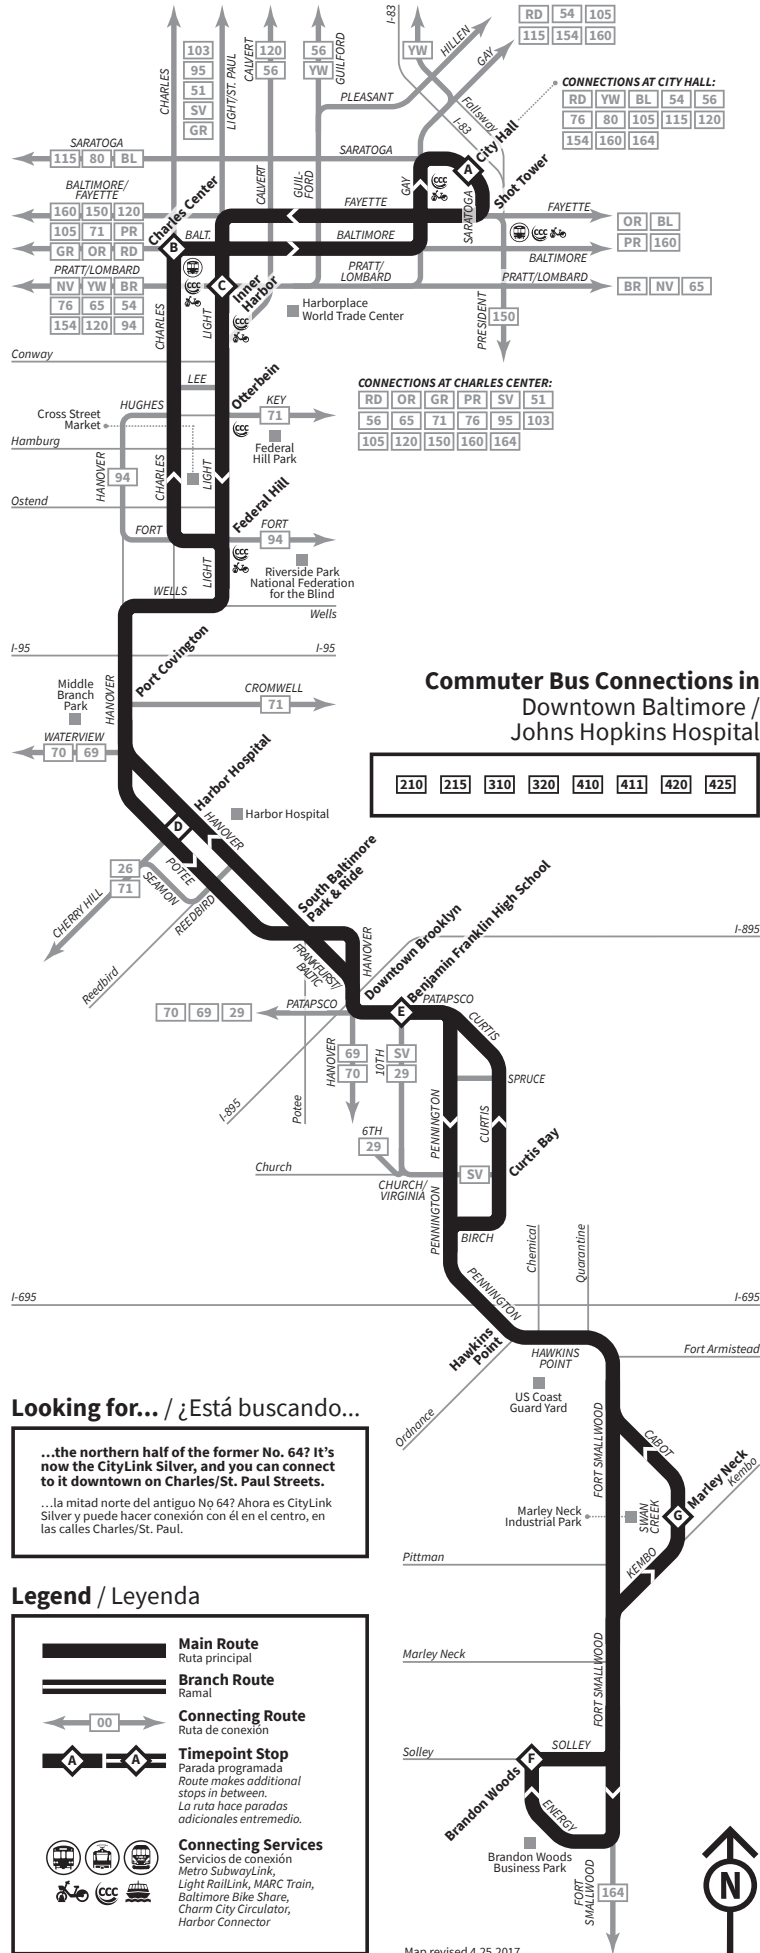 I-83
HILLEN
RD 54 105
115 154 160
CHARLES
103
95
51
SV
GR
LIGHT/ST. PAUL
CALVERT
120
56
56
YW
GUILFORD
YW
GAY
PLEASANT
Fallsway
I-83
CONNECTIONS AT CITY HALL:
RD YW BL 54 56
76 80 105 115 120
154 160 164
City Hall
A
SARATOGA
115 80 BL
SARATOGA
Shot Tower
BALTIMORE/
FAYETTE
160 150 120
105 71 PR
GR OR RD
Charles Center
B
BALT.
CALVERT
GUIL-
FORD
GAY
CCC
SARATOGA
FAYETTE
FAYETTE
BALTIMORE
CCC
BALTIMORE
OR BL
PR 160
PRATT/LOMBARD
NV YW BR
76 65 54
154 120 94
CCC
C
Inner
Harbor
PRATT/
LOMBARD
PRATT/LOMBARD
BR NV 65
CHARLES
LIGHT
CCC
Harborplace
World Trade Center
PRESIDENT
150
Conway
LEE
Otterbein
CONNECTIONS AT CHARLES CENTER:
RD OR GR PR SV 51
56 65 71 76 95 103
105 120 150 160 164
HUGHES
KEY
71
CCC
Cross Street
Market
Federal
Hill Park
Hamburg
HANOVER
94
CHARLES
LIGHT
Ostend
Federal Hill
FORT
FORT
94
CCC
LIGHT
Riverside Park
National Federation
for the Blind
WELLS
Wells
I-95
I-95
Port Covington
HANOVER
Middle
Branch
Park
CROMWELL
71
WATERVIEW
70 69
Commuter Bus Connections in
Downtown Baltimore /
Johns Hopkins Hospital
210 215 310 320 410 411 420 425
Harbor Hospital
D
HANOVER
Harbor Hospital
POTEE
26
71
SEAMON
CHERRY HILL
REEDBIRD
Reedbird
South Baltimore
Park & Ride
FRANKFURST/
BALTIC
HANOVER
Downtown Brooklyn
Benjamin Franklin High School
I-895
70 69 29
PATAPSCO
E
PATAPSCO
CURTIS
HANOVER
69
70
10TH
SV
29
I-895
Potee
PENNINGTON
CURTIS
SPRUCE
6TH
29
Church
CHURCH/
VIRGINIA
SV
Curtis Bay
PENNINGTON
BIRCH
Chemical
Quarantine
I-695
I-695
PENNINGTON
Hawkins
Point
HAWKINS
POINT
Fort Armistead
US Coast
Guard Yard
Ordnance
Looking for... / ¿Está buscando...
...the northern half of the former No. 64? It's
now the CityLink Silver, and you can connect
to it downtown on Charles/St. Paul Streets.
...la mitad norte del antiguo Nọ 64? Ahora es CityLink
Silver y puede hacer conexión con él en el centro, en
las calles Charles/St. Paul.
FORT SMALLWOOD
CABOT
Marley Neck
Kembo
G
SWAN
CREEK
Marley Neck
Industrial Park
KEMBO
Pittman
Marley Neck
FORT SMALLWOOD
Solley
SOLLEY
F
Brandon Woods
ENERGY
Brandon Woods
Business Park
FORT
SMALLWOOD
164
N
Legend / Leyenda
Main Route
Ruta principal
Branch Route
Ramal
00
Connecting Route
Ruta de conexión
A
A
Timepoint Stop
Parada programada
Route makes additional
stops in between.
La ruta hace paradas
adicionales entremedio.
CCC
Connecting Services
Servicios de conexión
Metro SubwayLink,
Light RailLink, MARC Train,
Baltimore Bike Share,
Charm City Circulator,
Harbor Connector
Map revised 4.25.2017